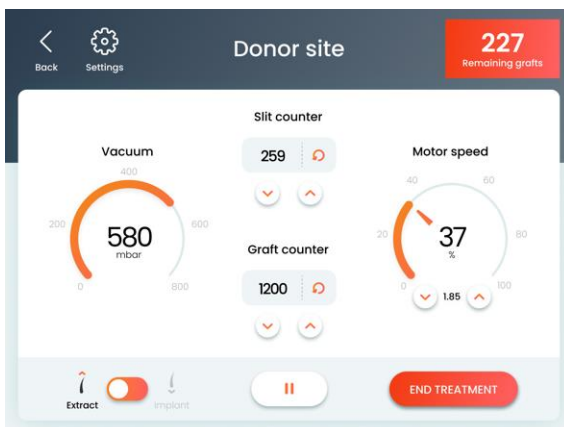 Donor site
227
Remaining grafts
Back
Settings
Slit counter
259
Vacuum
400
200
600
580
mbar
0
800
Graft counter
1200
Motor speed
40
60
20
80
37
%
0
100
1.85
Extract
Implant
END TREATMENT